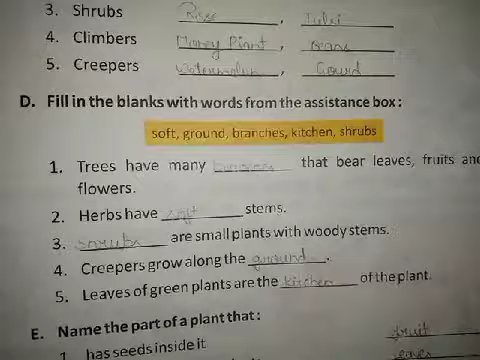 3. Shrubs Rose, Tulsi
4. Climbers Money Plant,
5. Creepers Watermelon, Gourd
D. Fill in the blanks with words from the assistance box:
soft, ground, branches, kitchen, shrubs
1. Trees have many branches that bear leaves, fruits and
flowers.
2. Herbs have soft stems.
3. shrubs are small plants with woody stems.
4. Creepers grow along the ground.
5. Leaves of green plants are the kitchen of the plant.
E. Name the part of a plant that:
fruit
1. has seeds inside it
leaves